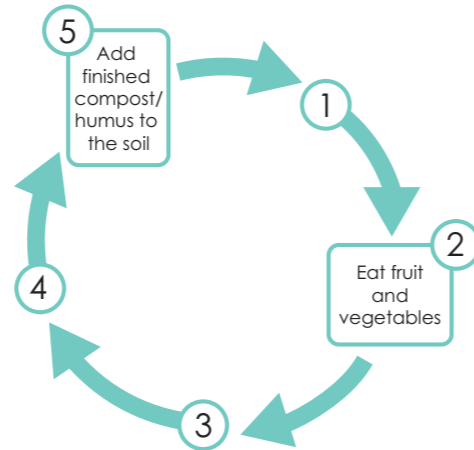 5
Add
finished
compost/
humus to
the soil
1
2
Eat fruit
and
vegetables
3
4